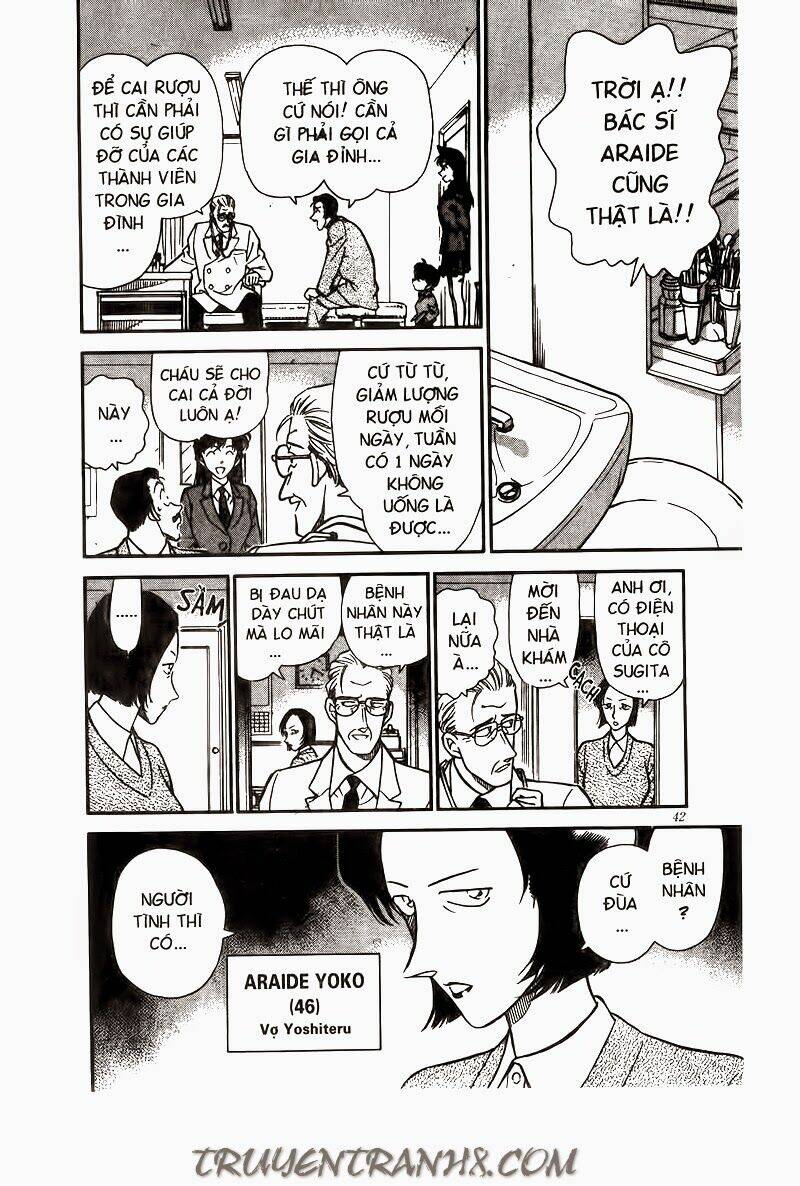 TRỜI Ạ!!
BÁC SĨ
ARAIDE
CŨNG
THẬT LÀ!!
THẾ THÌ ÔNG
CỨ NÓI! CẦN
GÌ PHẢI GỌI CẢ
GIA ĐỈNH...
ĐỂ CAI RƯỢU
THÌ CẦN PHẢI
CÓ SỰ GIÚP
ĐỠ CỦA CÁC
THÀNH VIÊN
TRONG GIA
ĐÌNH
...
CỨ TỪ TỪ,
GIẢM LƯỢNG
RƯỢU MỖI
NGÀY, TUẦN
CÓ 1 NGÀY
KHÔNG
UỐNG LÀ
ĐƯỢC...
CHÁU SẼ CHO
CAI CẢ ĐỜI
LUÔN Ạ!
NÀY
...
ANH ƠI,
CÓ ĐIỆN
THOẠI
CỦA CÔ
SUGITA
...
CẠCH
MỜI
ĐẾN
NHÀ
KHÁM
...
LẠI
NỮA
À...
BỆNH
NHÂN NÀY
THẬT LÀ
...
BỊ ĐAU DẠ
DÀY CHÚT
MÀ LO MÃI
...
SẦM
......
42
BỆNH
NHÂN
?
CỨ
ĐÙA
...
NGƯỜI
TÌNH THÌ
CÓ...
ARAIDE YOKO
(46)
Vợ Yoshiteru
TRUYENTRANH8.COM